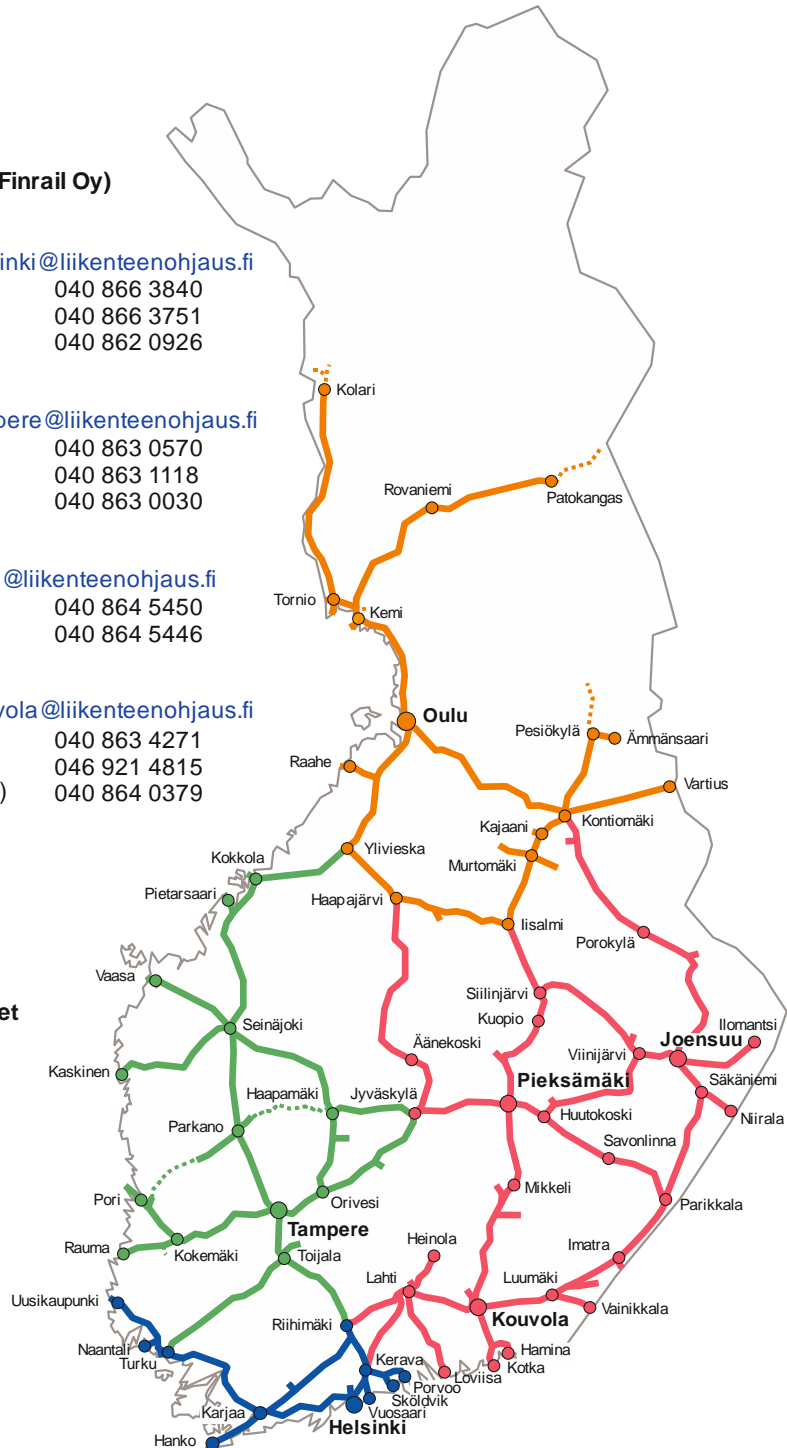 Finrail Oy)
inki@liikenteenohjaus.fi
040 866 3840
040 866 3751
040 862 0926
pere@liikenteenohjaus.fi
040 863 0570
040 863 1118
040 863 0030
@liikenteenohjaus.fi
040 864 5450
040 864 5446
vola@liikenteenohjaus.fi
040 863 4271
046 921 4815
) 040 864 0379
et
Kolari
Rovaniemi
Patokangas
Tornio
Kemi
Oulu
Pesiökylä
Ämmänsaari
Raahe
Vartius
Kontiomäki
Kajaani
Ylivieska
Murtomäki
Kokkola
Pietarsaari
Haapajärvi
Iisalmi
Porokylä
Vaasa
Siilinjärvi
Seinäjoki
Kuopio
Ilomantsi
Joensuu
Äänekoski
Viinijärvi
Kaskinen
Pieksämäki
Säkäniemi
Haapamäki
Jyväskylä
Niirala
Huutokoski
Parkano
Savonlinna
Mikkeli
Orivesi
Parikkala
Pori
Tampere
Kokemäki
Rauma
Toijala
Heinola
Imatra
Lahti
Luumäki
Uusikaupunki
Vainikkala
Riihimäki
Kouvola
Naantali
Turku
Hamina
Kotka
Kerava
Loviisa
Porvoo
Sköldvik
Vuosaari
Karjaa
Helsinki
Hanko